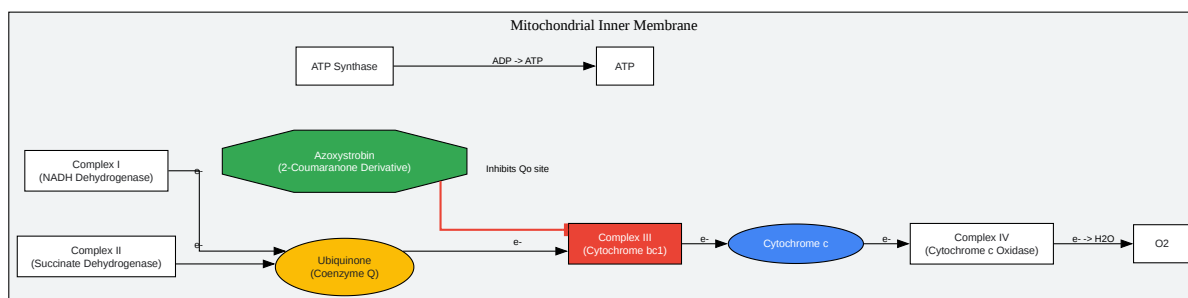 Mitochondrial Inner Membrane
ATP Synthase
ADP -> ATP
ATP
Azoxystrobin
(2-Coumaranone Derivative)
Inhibits Qo site
Complex I
(NADH Dehydrogenase)
e-
Complex II
(Succinate Dehydrogenase)
e-
Ubiquinone
(Coenzyme Q)
e-
Complex III
(Cytochrome bc1)
e-
Cytochrome c
e-
Complex IV
(Cytochrome c Oxidase)
e- -> H2O
O2